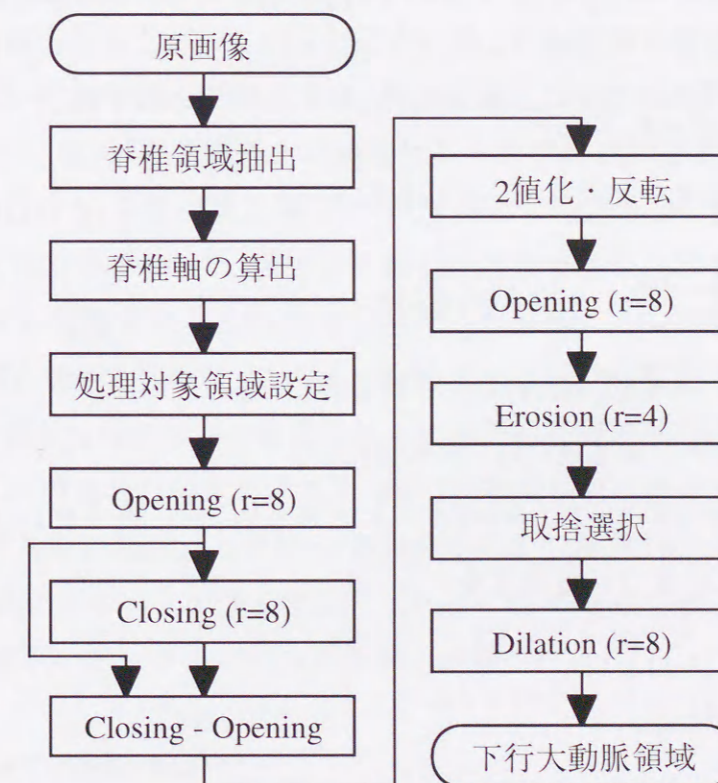 原画像
脊椎領域抽出
脊椎軸の算出
処理対象領域設定
Opening (r=8)
Closing (r=8)
Closing - Opening
2値化・反転
Opening (r=8)
Erosion (r=4)
取捨選択
Dilation (r=8)
下行大動脈領域